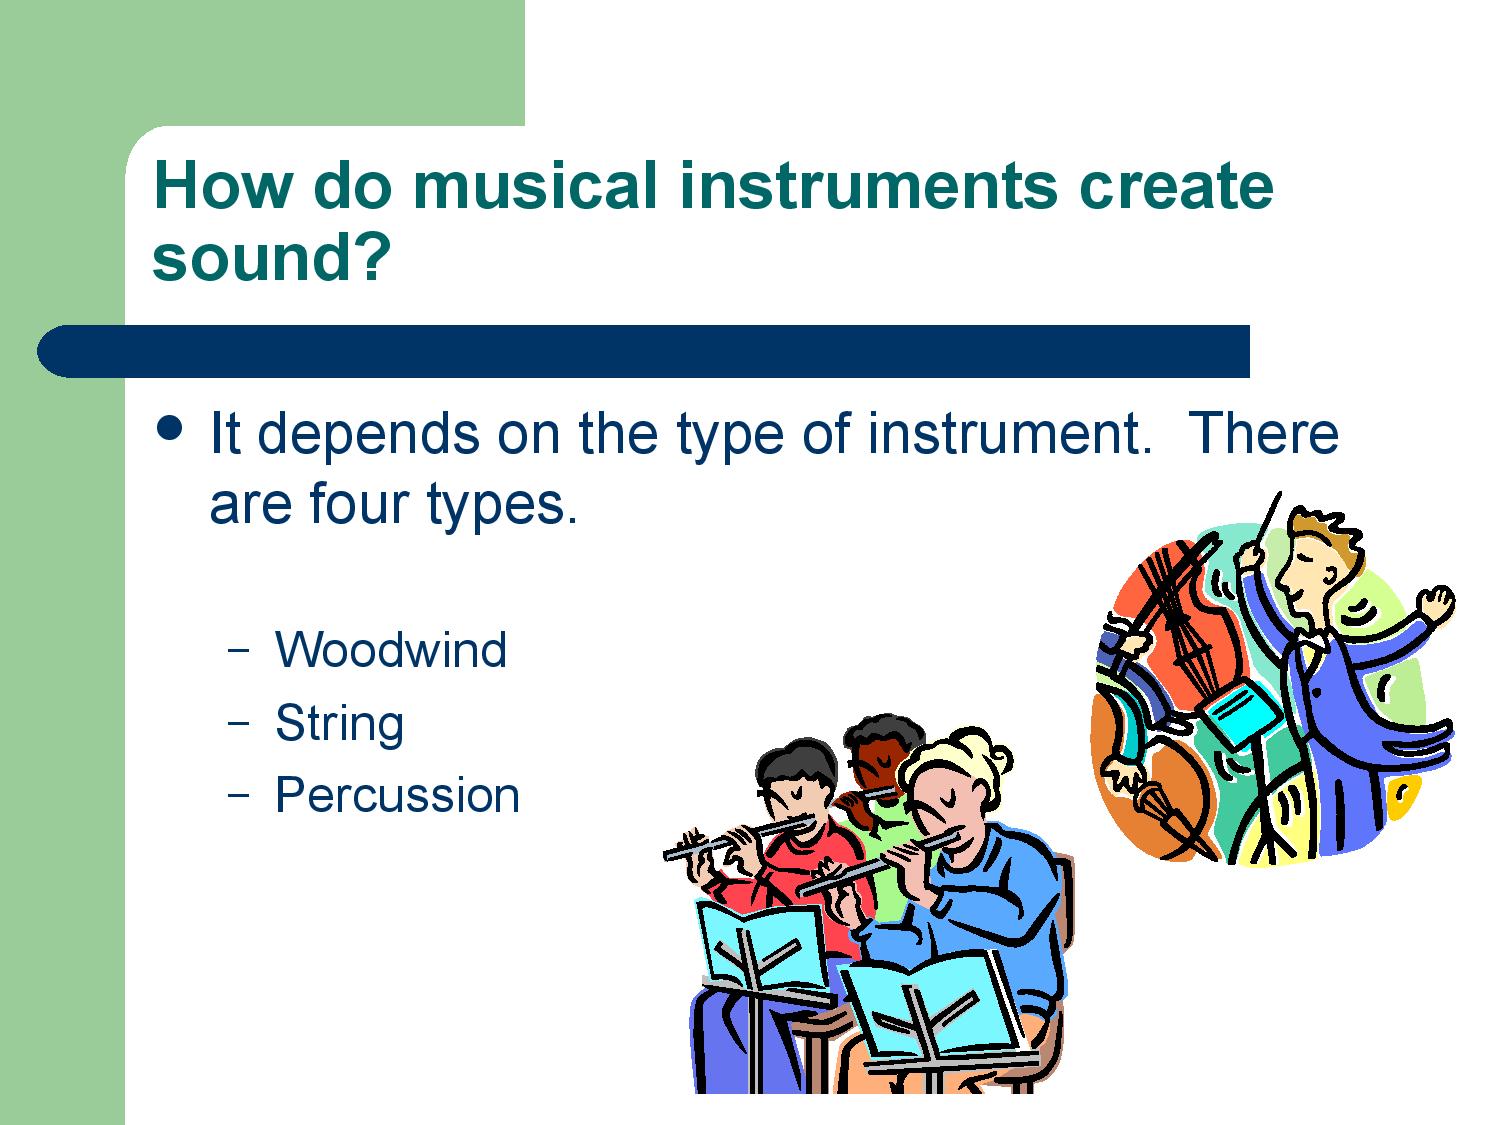 How do musical instruments create
sound?
● It depends on the type of instrument.  There
are four types.
– Woodwind
– String
– Percussion